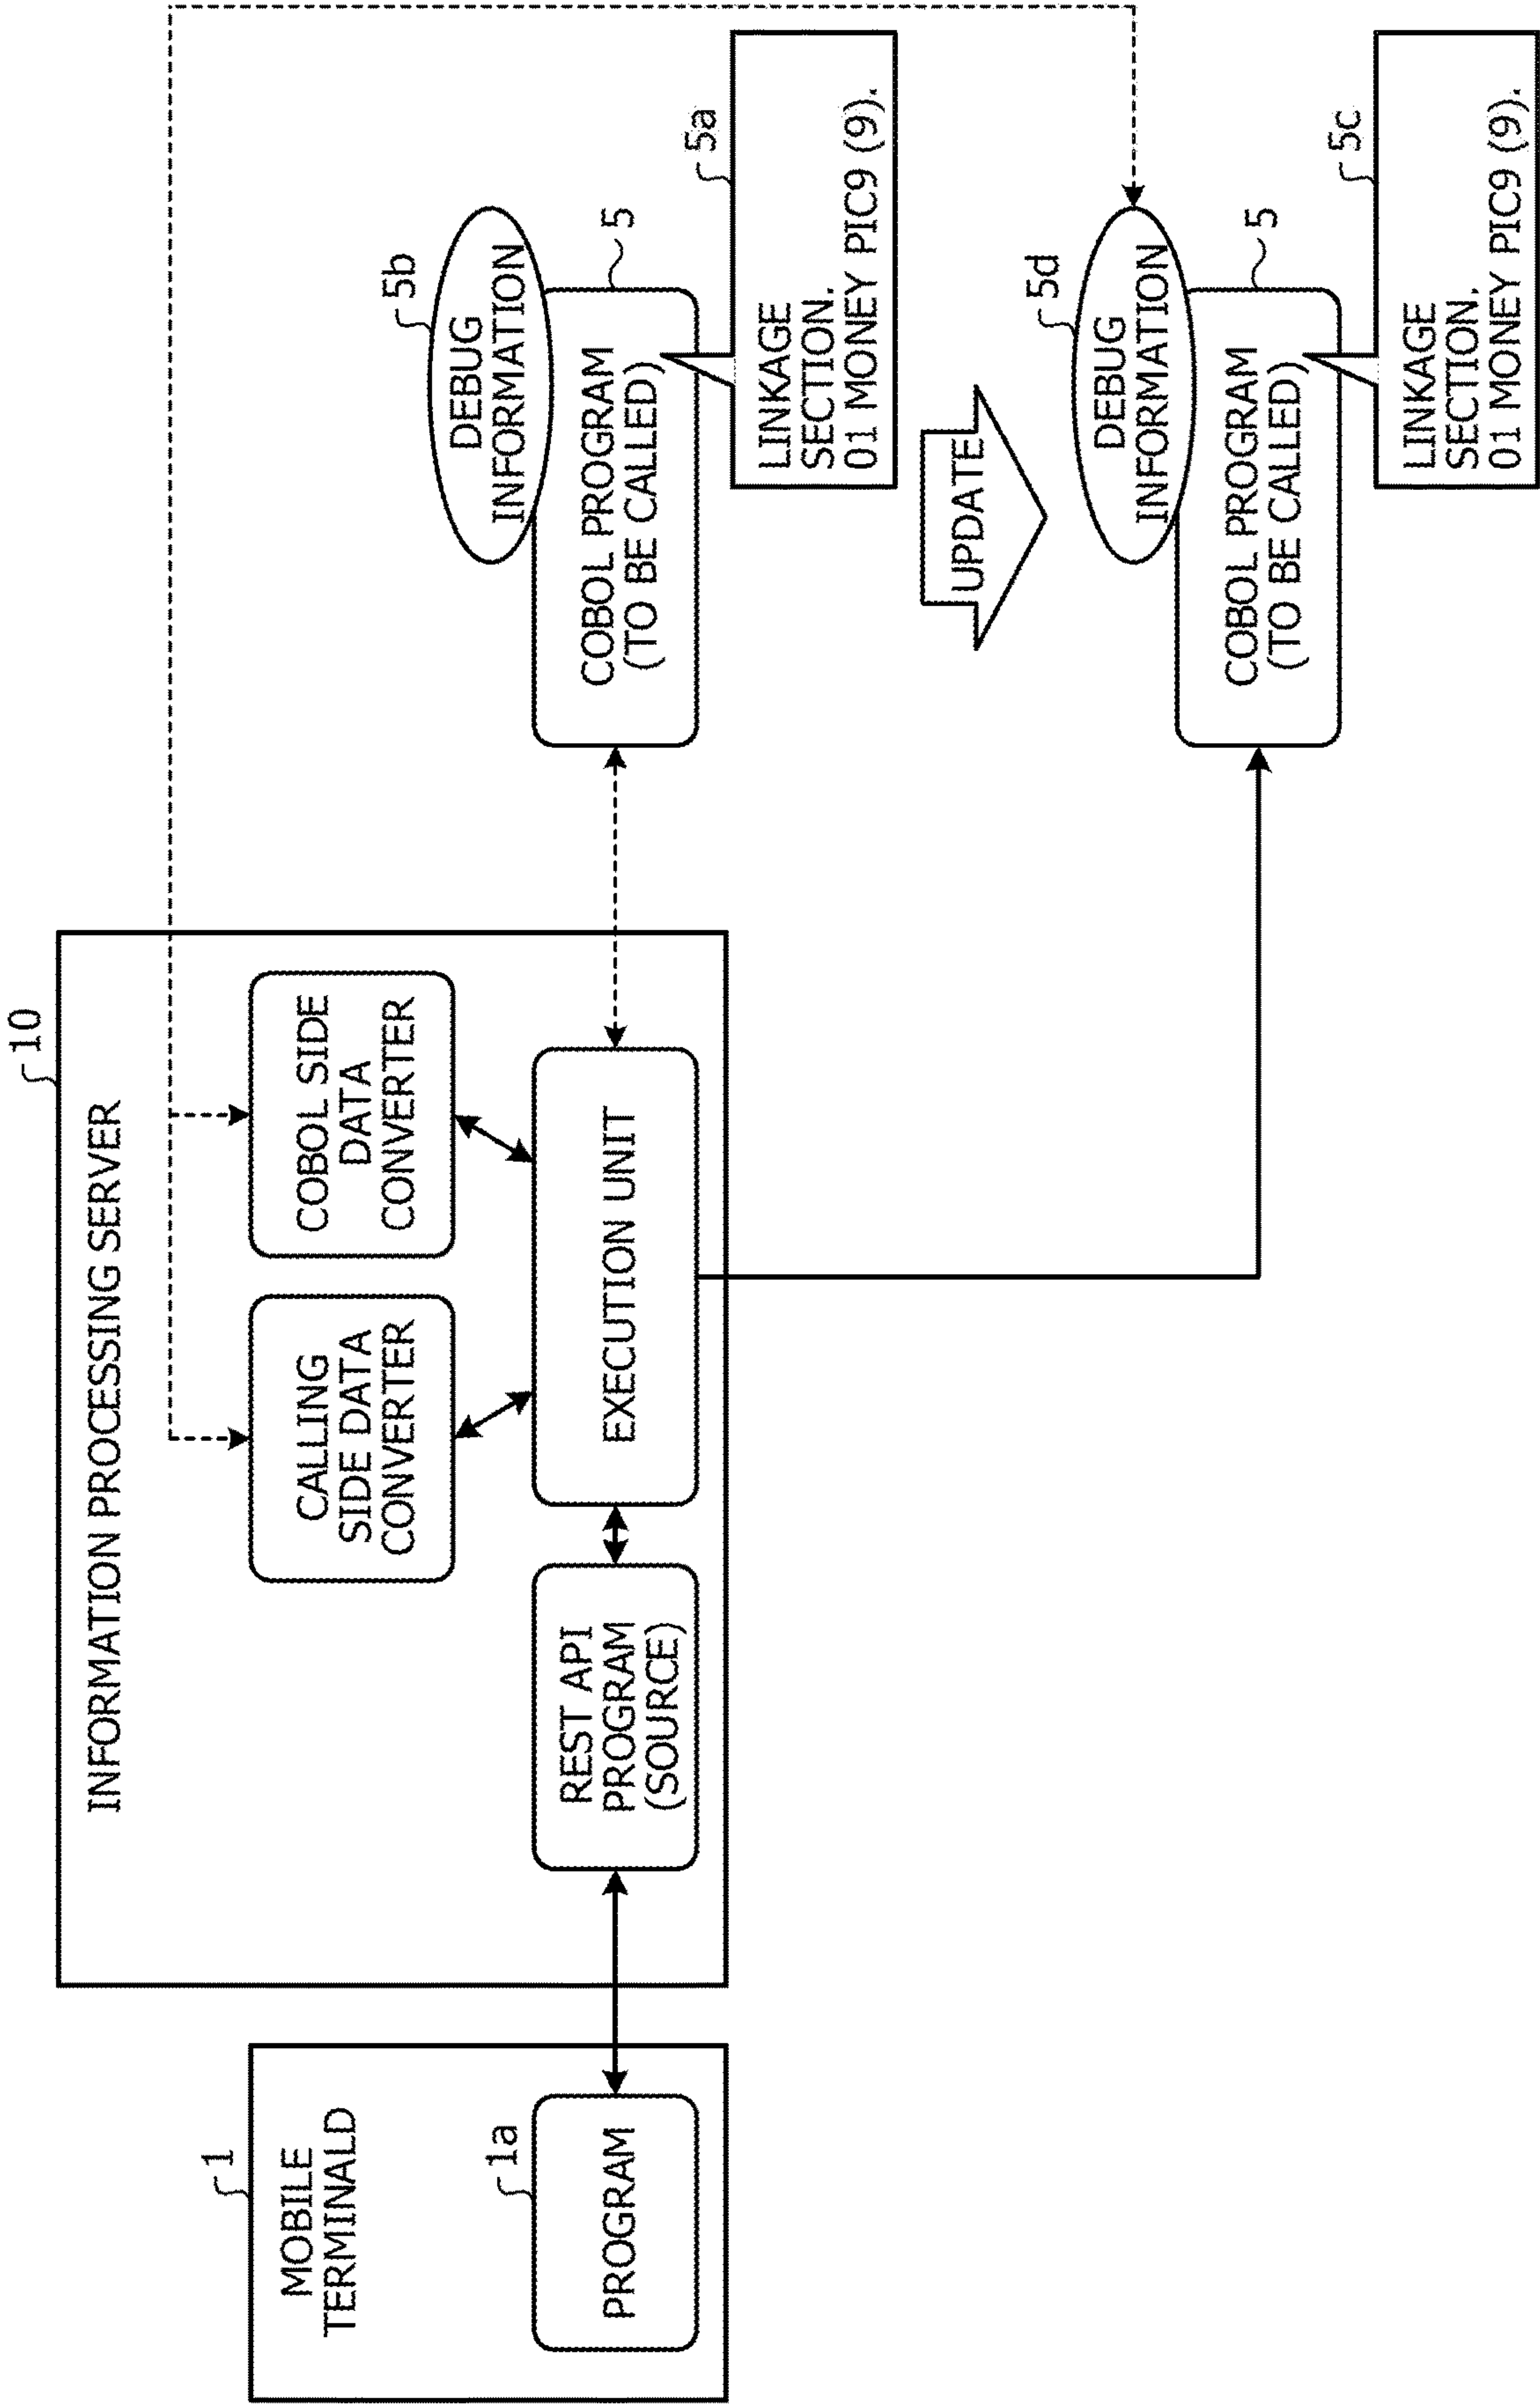 10
INFORMATION PROCESSING SERVER
1
MOBILE
TERMINALD
1a
PROGRAM
REST API
PROGRAM
(SOURCE)
CALLING
SIDE DATA
CONVERTER
COBOL SIDE
DATA
CONVERTER
EXECUTION UNIT
5b
DEBUG
INFORMATION
5
COBOL PROGRAM
(TO BE CALLED)
5a
LINKAGE
SECTION.
01 MONEY PIC9 (9).
UPDATE
5d
DEBUG
INFORMATION
5
COBOL PROGRAM
(TO BE CALLED)
5c
LINKAGE
SECTION.
01 MONEY PIC9 (9).